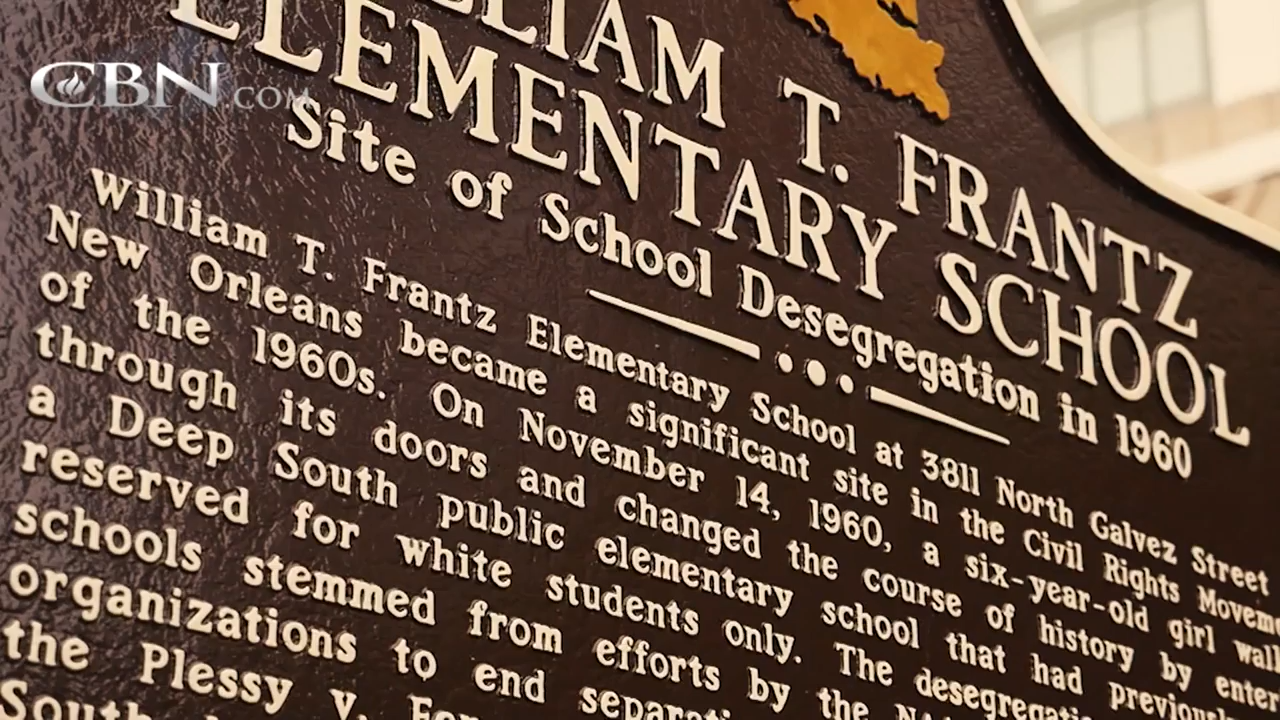 CBN.COM
WILLIAM T. FRANTZ
ELEMENTARY SCHOOL
Site of School Desegregation in 1960
William T. Frantz Elementary School at 3811 North Galvez Street
New Orleans became a significant site in the Civil Rights
of the 1960s. On November 14, 1960, a six-year-old girl
through its doors and changed the course of history by
a Deep South public elementary school that had
reserved for white students only. The
schools stemmed from efforts by the
organizations to end
the Plessy v.
South